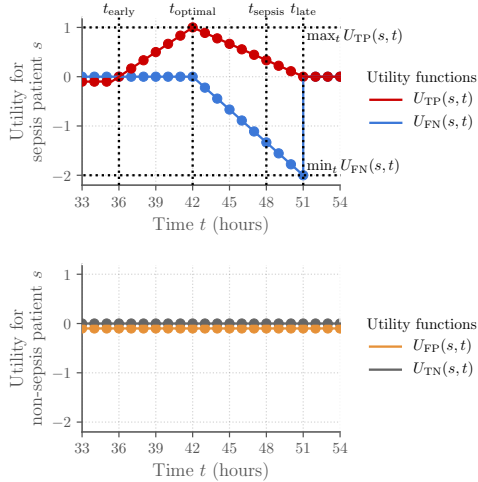 t_early t_optimal t_sepsis t_late
1
0
−1
−2
max_t U_TP(s, t)
min_t U_FN(s, t)
Utility for
sepsis patient s
33 36 39 42 45 48 51 54
Time t (hours)
Utility functions
U_TP(s, t)
U_FN(s, t)
1
0
−1
−2
Utility for
non-sepsis patient s
33 36 39 42 45 48 51 54
Time t (hours)
Utility functions
U_FP(s, t)
U_TN(s, t)